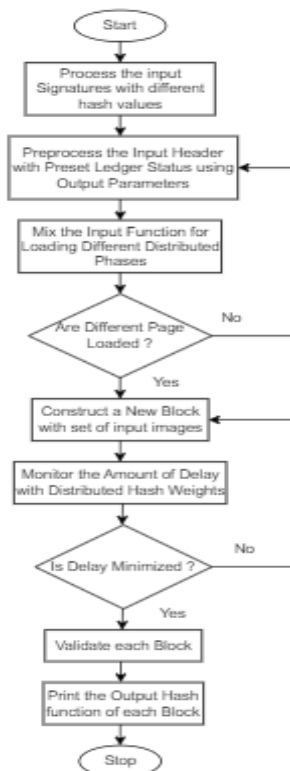 Start
Process the input
Signatures with different
hash values
Preprocess the Input Header
with Preset Ledger Status using
Output Parameters
Mix the Input Function for
Loading Different Distributed
Phases
Are Different Page
Loaded ?
No
Yes
Construct a New Block
with set of input images
Monitor the Amount of Delay
with Distributed Hash Weights
Is Delay Minimized ?
No
Yes
Validate each Block
Print the Output Hash
function of each Block
Stop